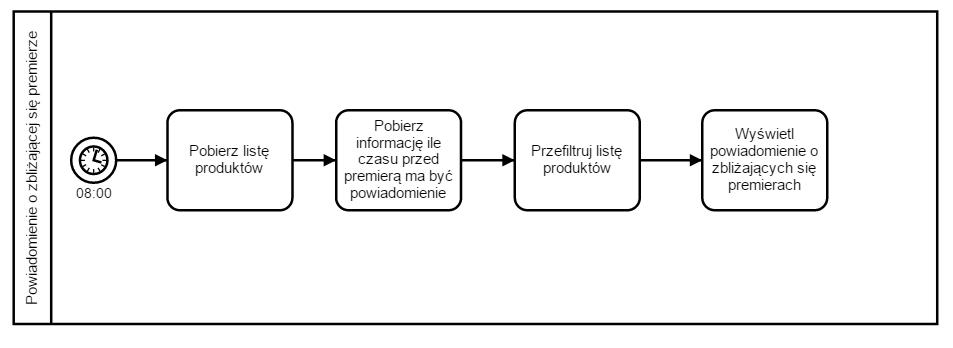 Powiadomienie o zbliżającej się premierze
08:00
Pobierz listę
produktów
Pobierz
informację ile
czasu przed
premierą ma być
powiadomienie
Przefiltruj listę
produktów
Wyświetl
powiadomienie o
zbliżających się
premierach